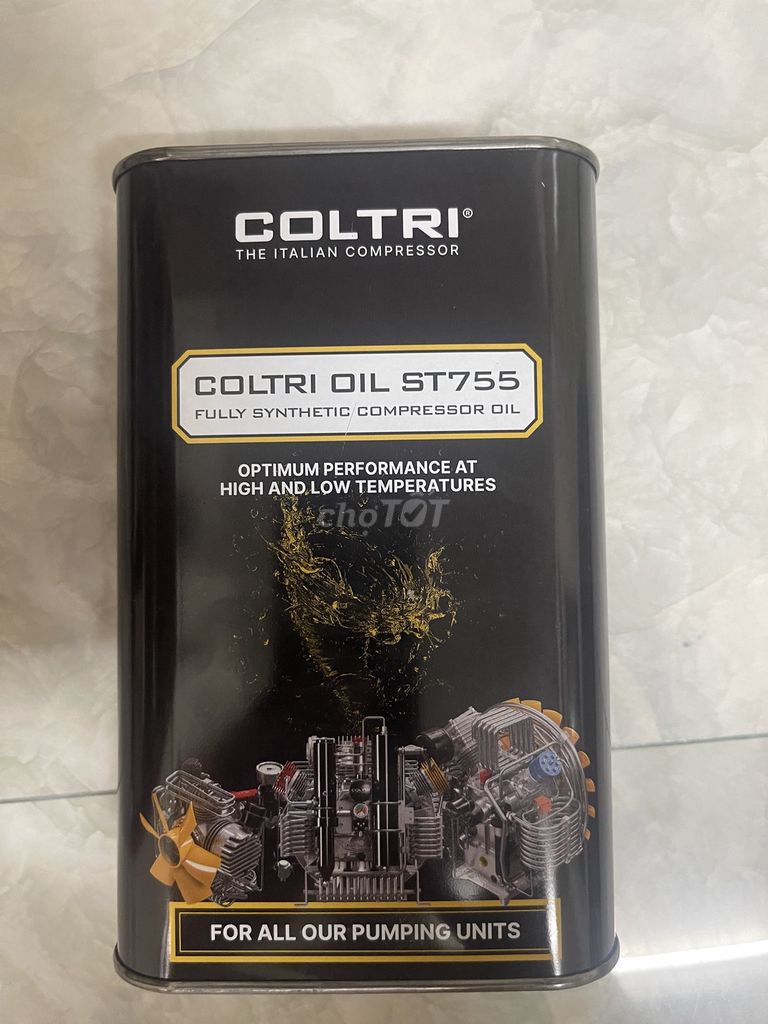 COLTRI®
THE ITALIAN COMPRESSOR
COLTRI OIL ST755
FULLY SYNTHETIC COMPRESSOR OIL
OPTIMUM PERFORMANCE AT
HIGH AND LOW TEMPERATURES
chợTỐT
FOR ALL OUR PUMPING UNITS